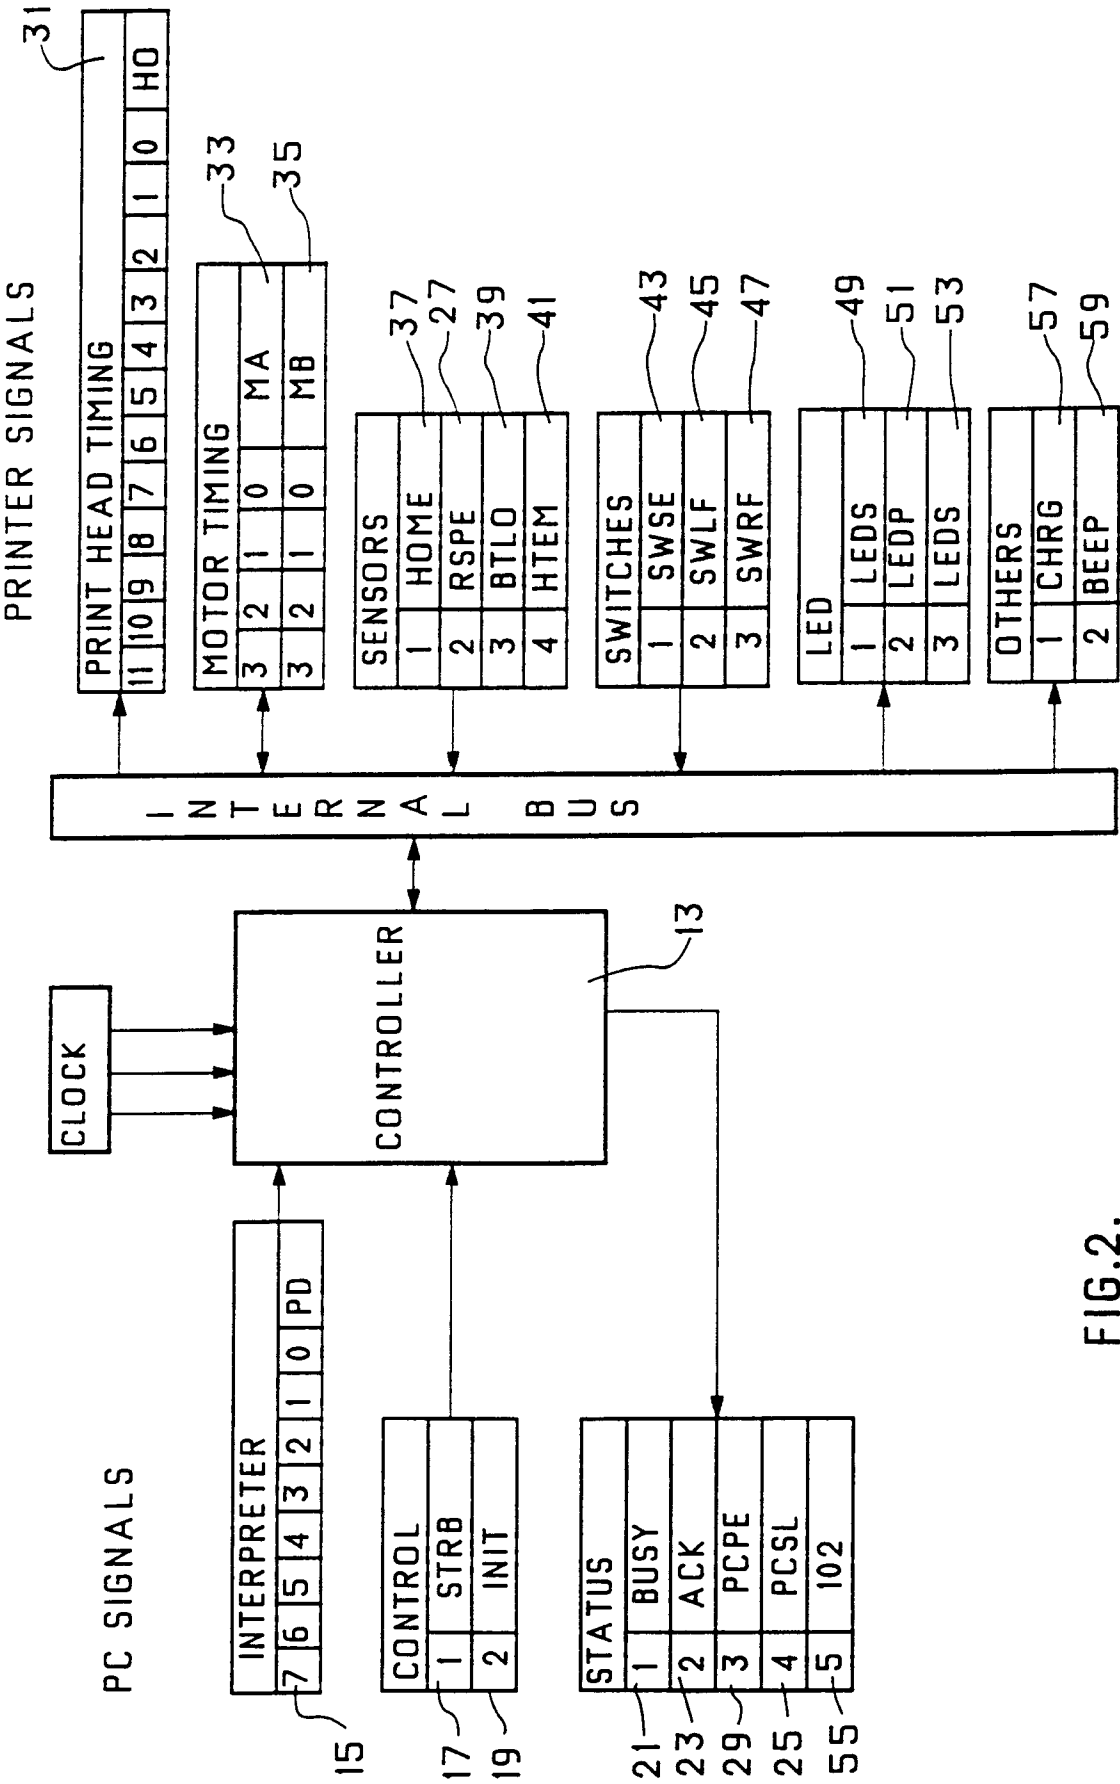 PC SIGNALS
PRINTER SIGNALS
CLOCK
INTERPRETER
7 6 5 4 3 2 1 0 PD
15
CONTROL
17 1 STRB
19 2 INIT
STATUS
21 1 BUSY
23 2 ACK
29 3 PCPE
25 4 PCSL
55 5 102
CONTROLLER
13
INTERNAL BUS
PRINT HEAD TIMING 31
11 10 9 8 7 6 5 4 3 2 1 0 HO
MOTOR TIMING
3 2 1 0 MA 33
3 2 1 0 MB 35
SENSORS
1 HOME 37
2 RSPE 27
3 BTLO 39
4 HTEM 41
SWITCHES
1 SWSE 43
2 SWLF 45
3 SWRF 47
LED
1 LEDS 49
2 LEDP 51
3 LEDS 53
OTHERS
1 CHRG 57
2 BEEP 59
FIG.2.